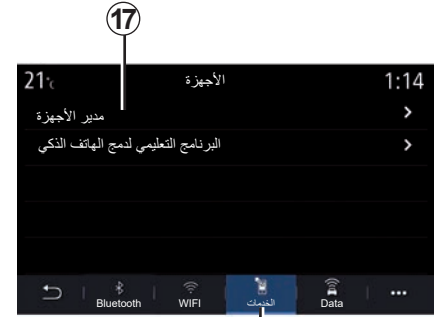 17
21°c الأجهزة 1:14
مدير الأجهزة
البرنامج التعليمي لدمج الهاتف الذكي
Bluetooth WIFI الخدمات Data